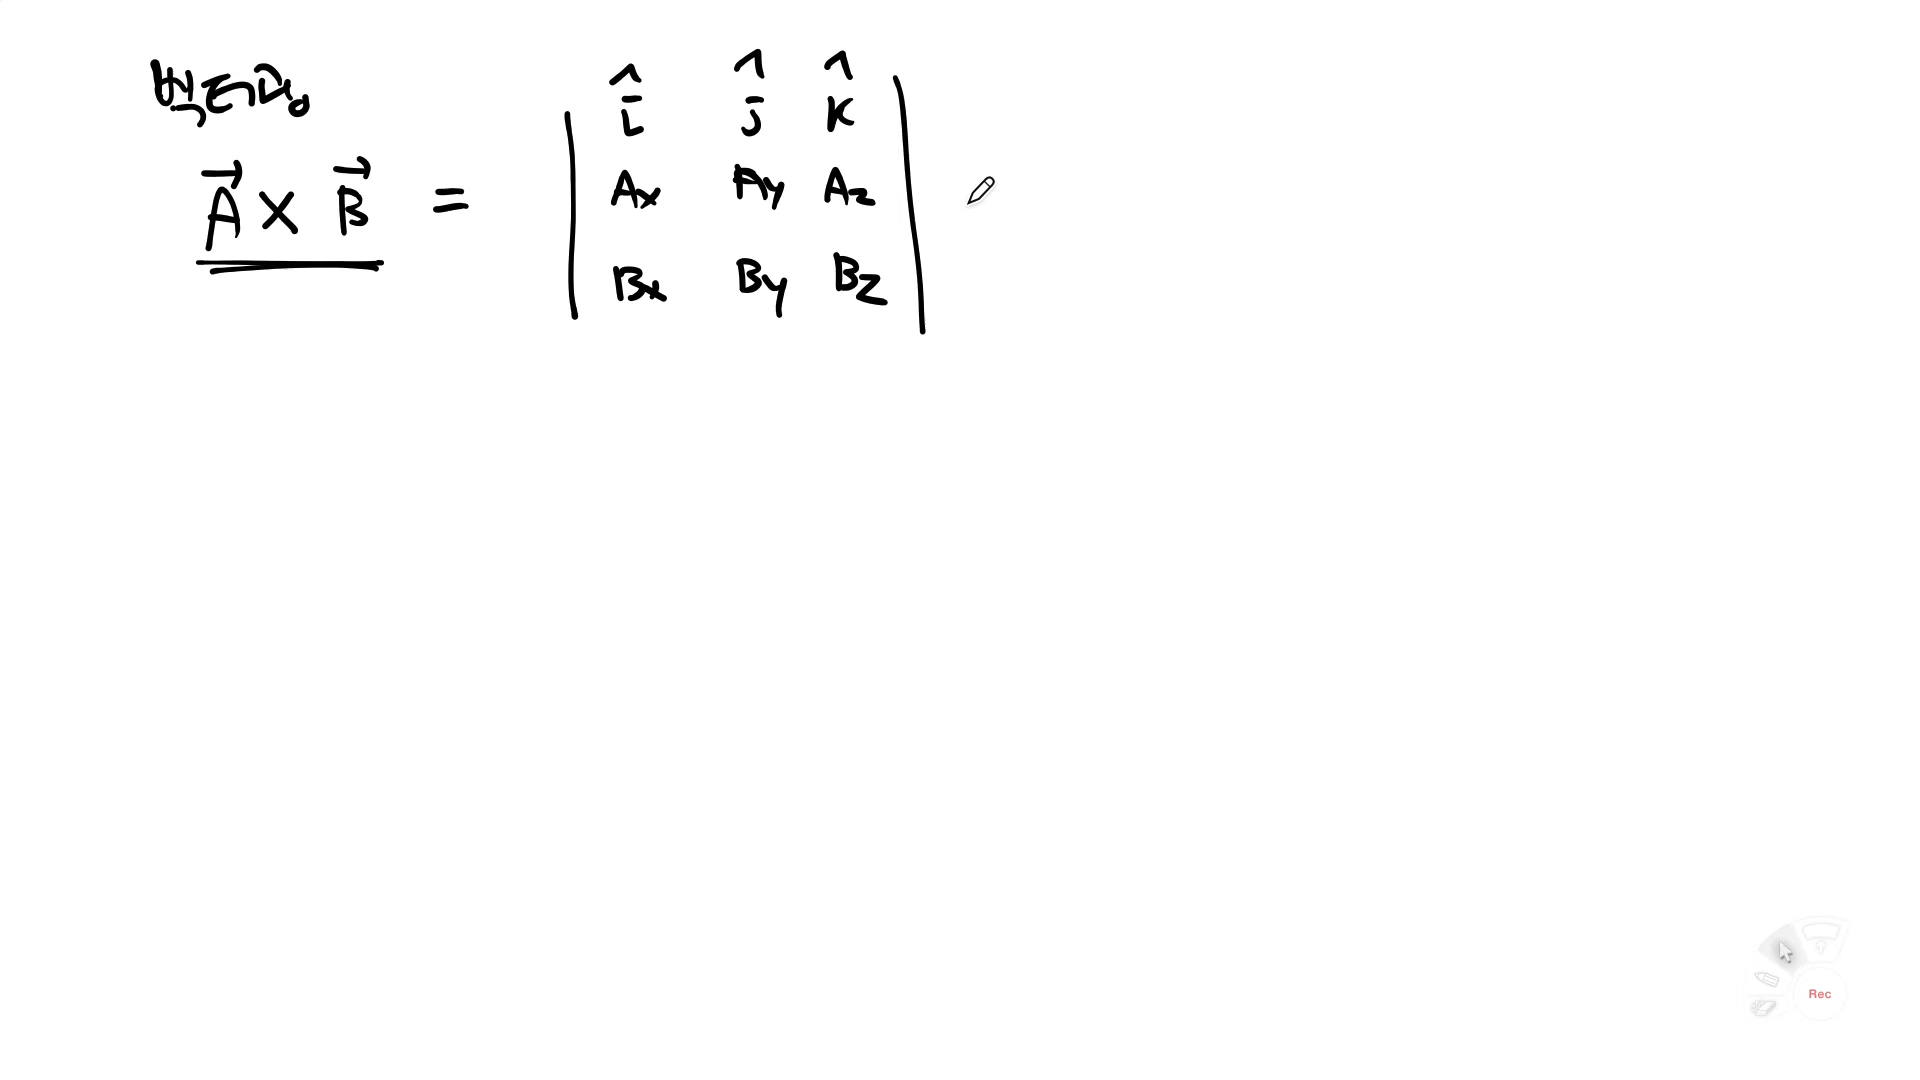 벡터곱
A⃗ × B⃗ = | î ĵ k̂ |
| Ax Ay Az |
| Bx By Bz |
Rec